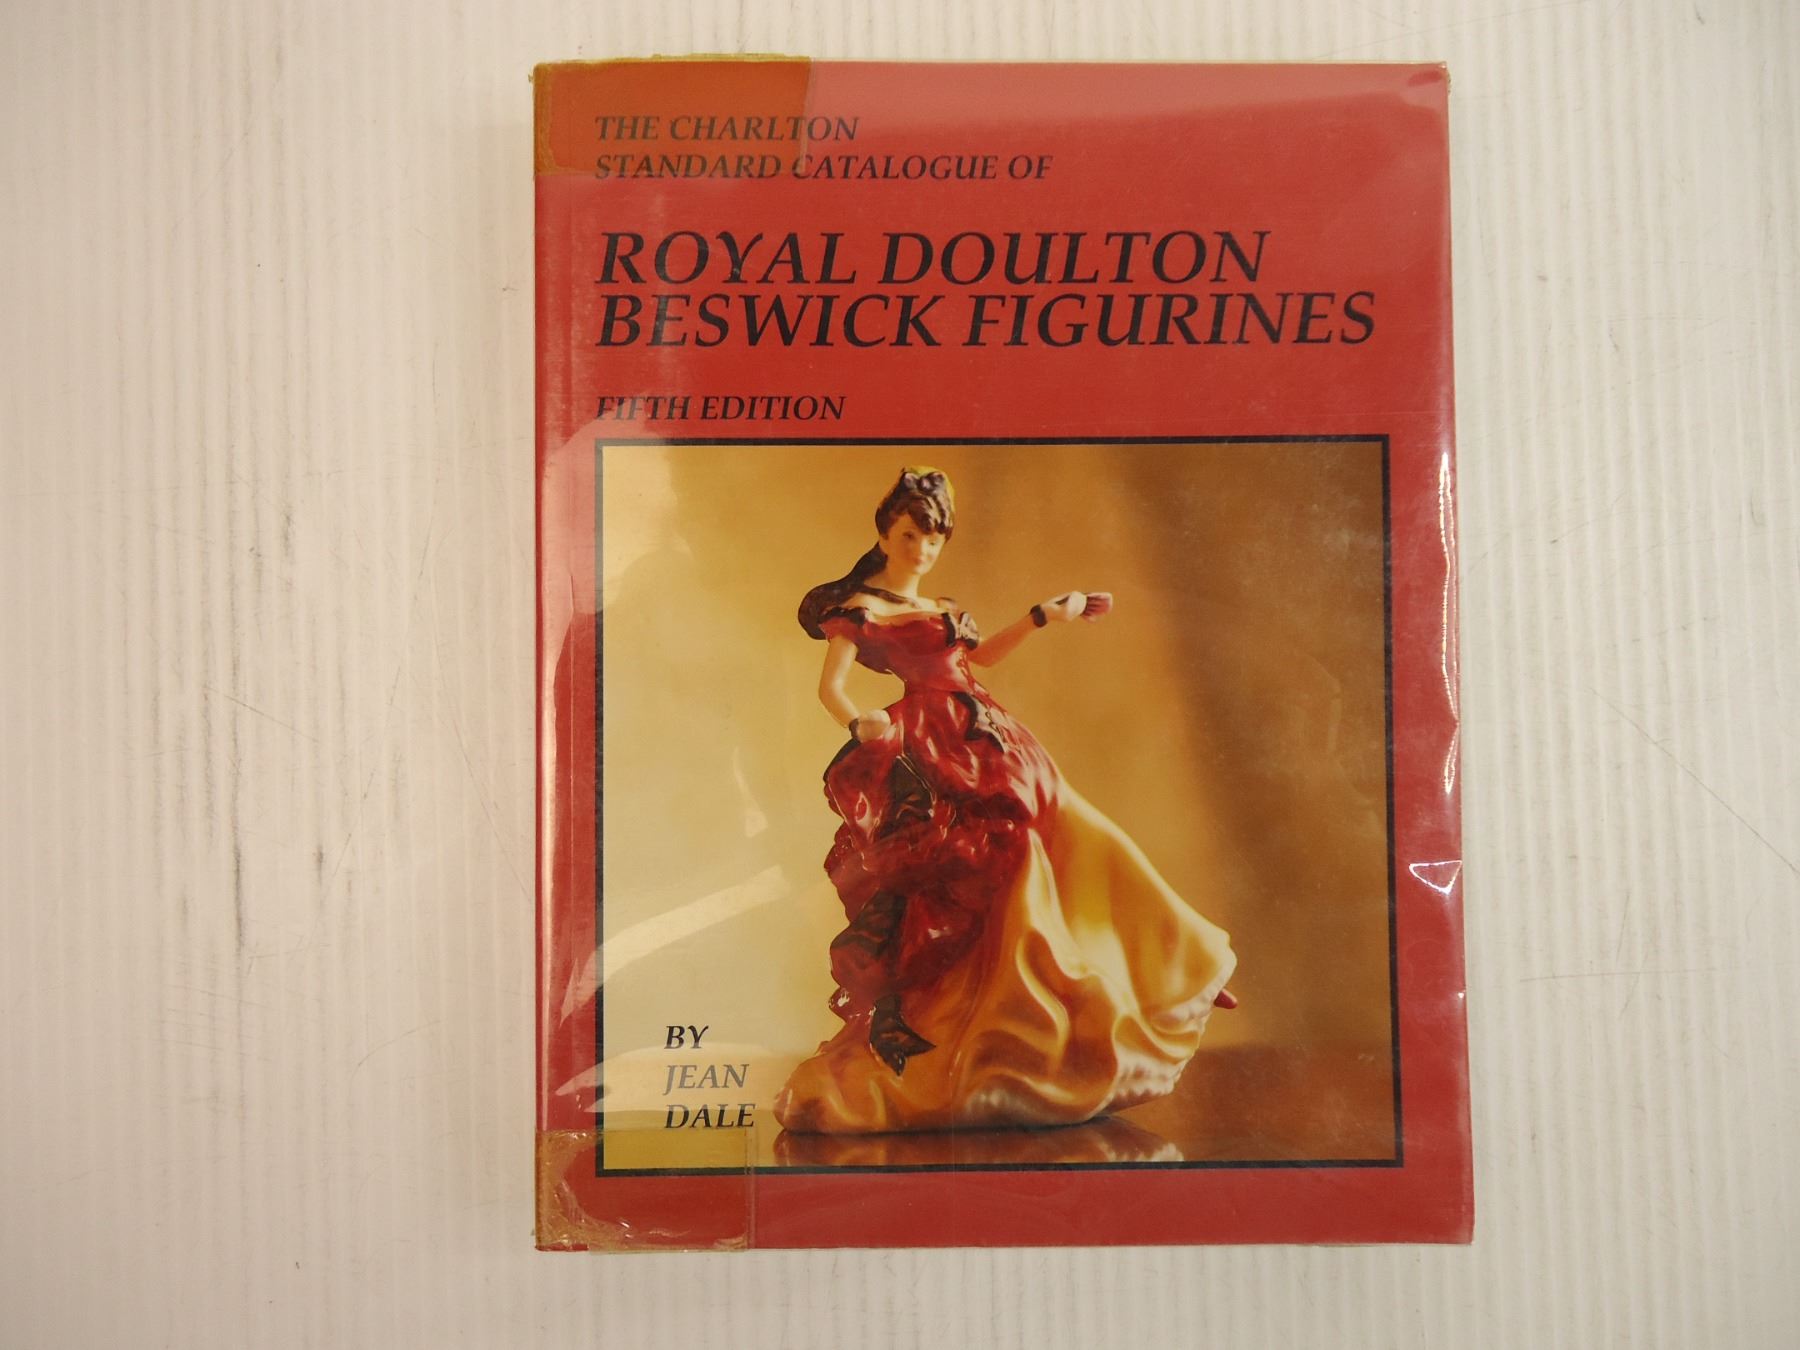 THE CHARLTON
STANDARD CATALOGUE OF
ROYAL DOULTON
BESWICK FIGURINES
FIFTH EDITION
BY
JEAN
DALE